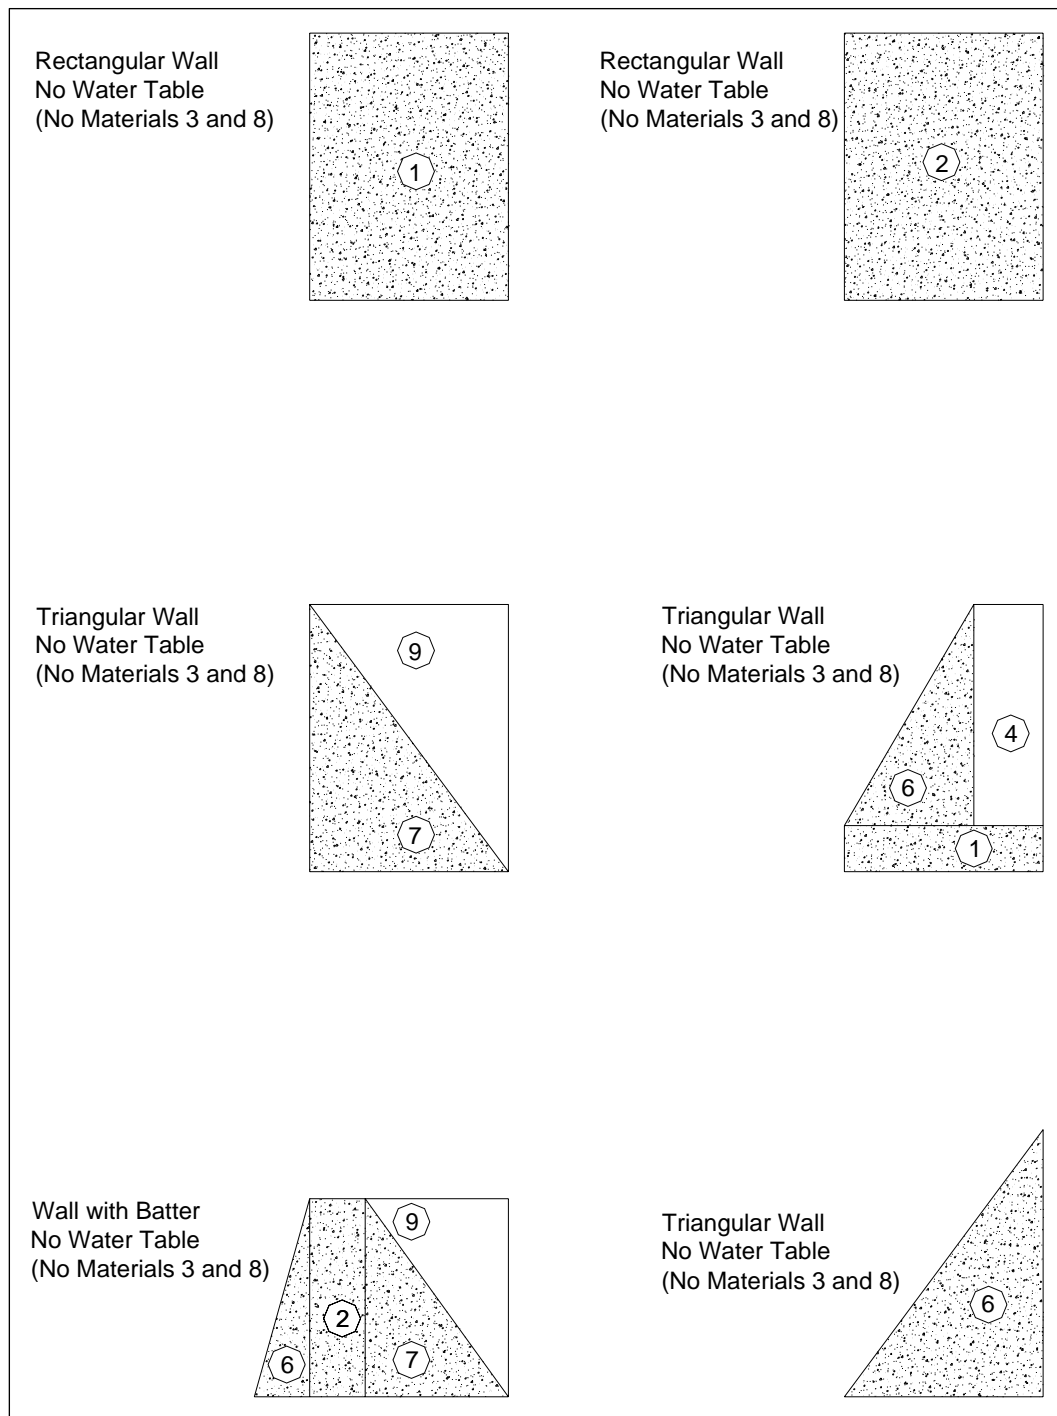 Rectangular Wall
No Water Table
(No Materials 3 and 8)
1
Rectangular Wall
No Water Table
(No Materials 3 and 8)
2
Triangular Wall
No Water Table
(No Materials 3 and 8)
9
7
Triangular Wall
No Water Table
(No Materials 3 and 8)
4
6
1
Wall with Batter
No Water Table
(No Materials 3 and 8)
9
2
6
7
Triangular Wall
No Water Table
(No Materials 3 and 8)
6